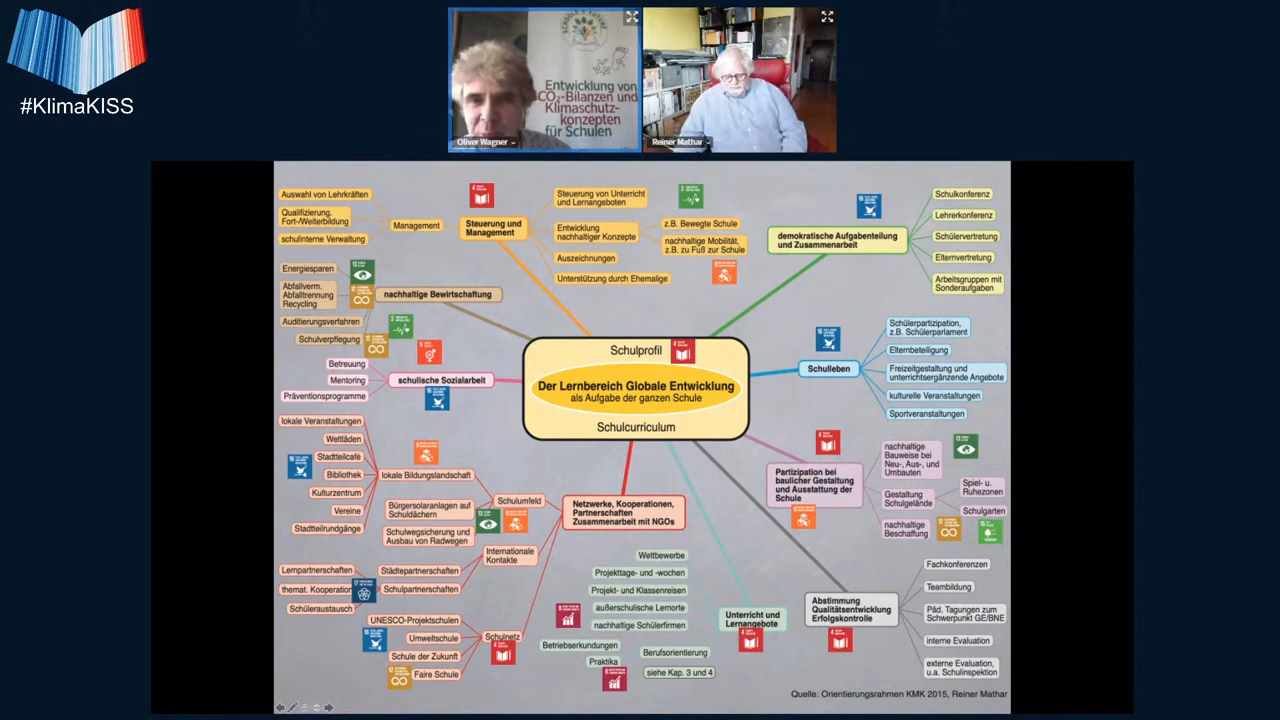 #KlimaKISS
SCHOOLS4FUTURE
Entwicklung von
CO₂-Bilanzen und
Klimaschutz-
konzepten
für Schulen
Oliver Wagner
Reiner Mathar
Auswahl von Lehrkräften
Qualifizierung,
Fort-/Weiterbildung
schulinterne Verwaltung
Management
Steuerung und
Management
Steuerung von Unterricht
und Lernangeboten
Entwicklung
nachhaltiger Konzepte
z.B. Bewegte Schule
nachhaltige Mobilität,
z.B. zu Fuß zur Schule
Auszeichnungen
Unterstützung durch Ehemalige
demokratische Aufgabenteilung
und Zusammenarbeit
Schulkonferenz
Lehrerkonferenz
Schülervertretung
Elternvertretung
Arbeitsgruppen mit
Sonderaufgaben
Energiesparen
Abfallverm.
Abfalltrennung
Recycling
Auditierungsverfahren
Schulverpflegung
nachhaltige Bewirtschaftung
Betreuung
Mentoring
Präventionsprogramme
schulische Sozialarbeit
Schulprofil
Der Lernbereich Globale Entwicklung
als Aufgabe der ganzen Schule
Schulcurriculum
Schulleben
Schülerpartizipation,
z.B. Schülerparlament
Elternbeteiligung
Freizeitgestaltung und
unterrichtsergänzende Angebote
kulturelle Veranstaltungen
Sportveranstaltungen
lokale Veranstaltungen
Weltläden
Stadtteilcafé
Bibliothek
Kulturzentrum
Vereine
Stadtteilrundgänge
lokale Bildungslandschaft
Bürgersolaranlagen auf
Schuldächern
Schulwegsicherung und
Ausbau von Radwegen
Schulumfeld
Netzwerke, Kooperationen,
Partnerschaften
Zusammenarbeit mit NGOs
Internationale
Kontakte
Städtepartnerschaften
Schulpartnerschaften
Lernpartnerschaften
themat. Kooperation
Schüleraustausch
UNESCO-Projektschulen
Umweltschule
Schule der Zukunft
Faire Schule
Schulnetz
Partizipation bei
baulicher Gestaltung
und Ausstattung der
Schule
nachhaltige
Bauweise bei
Neu-, Aus-, und
Umbauten
Gestaltung
Schulgelände
Spiel- u.
Ruhezonen
Schulgarten
nachhaltige
Beschaffung
Wettbewerbe
Projekttage- und -wochen
Projekt- und Klassenreisen
außerschulische Lernorte
nachhaltige Schülerfirmen
Betriebserkundungen
Praktika
Berufsorientierung
siehe Kap. 3 und 4
Unterricht und
Lernangebote
Abstimmung
Qualitätsentwicklung
Erfolgskontrolle
Fachkonferenzen
Teambildung
Päd. Tagungen zum
Schwerpunkt GE/BNE
interne Evaluation
externe Evaluation,
u.a. Schulinspektion
Quelle: Orientierungsrahmen KMK 2015, Reiner Mathar